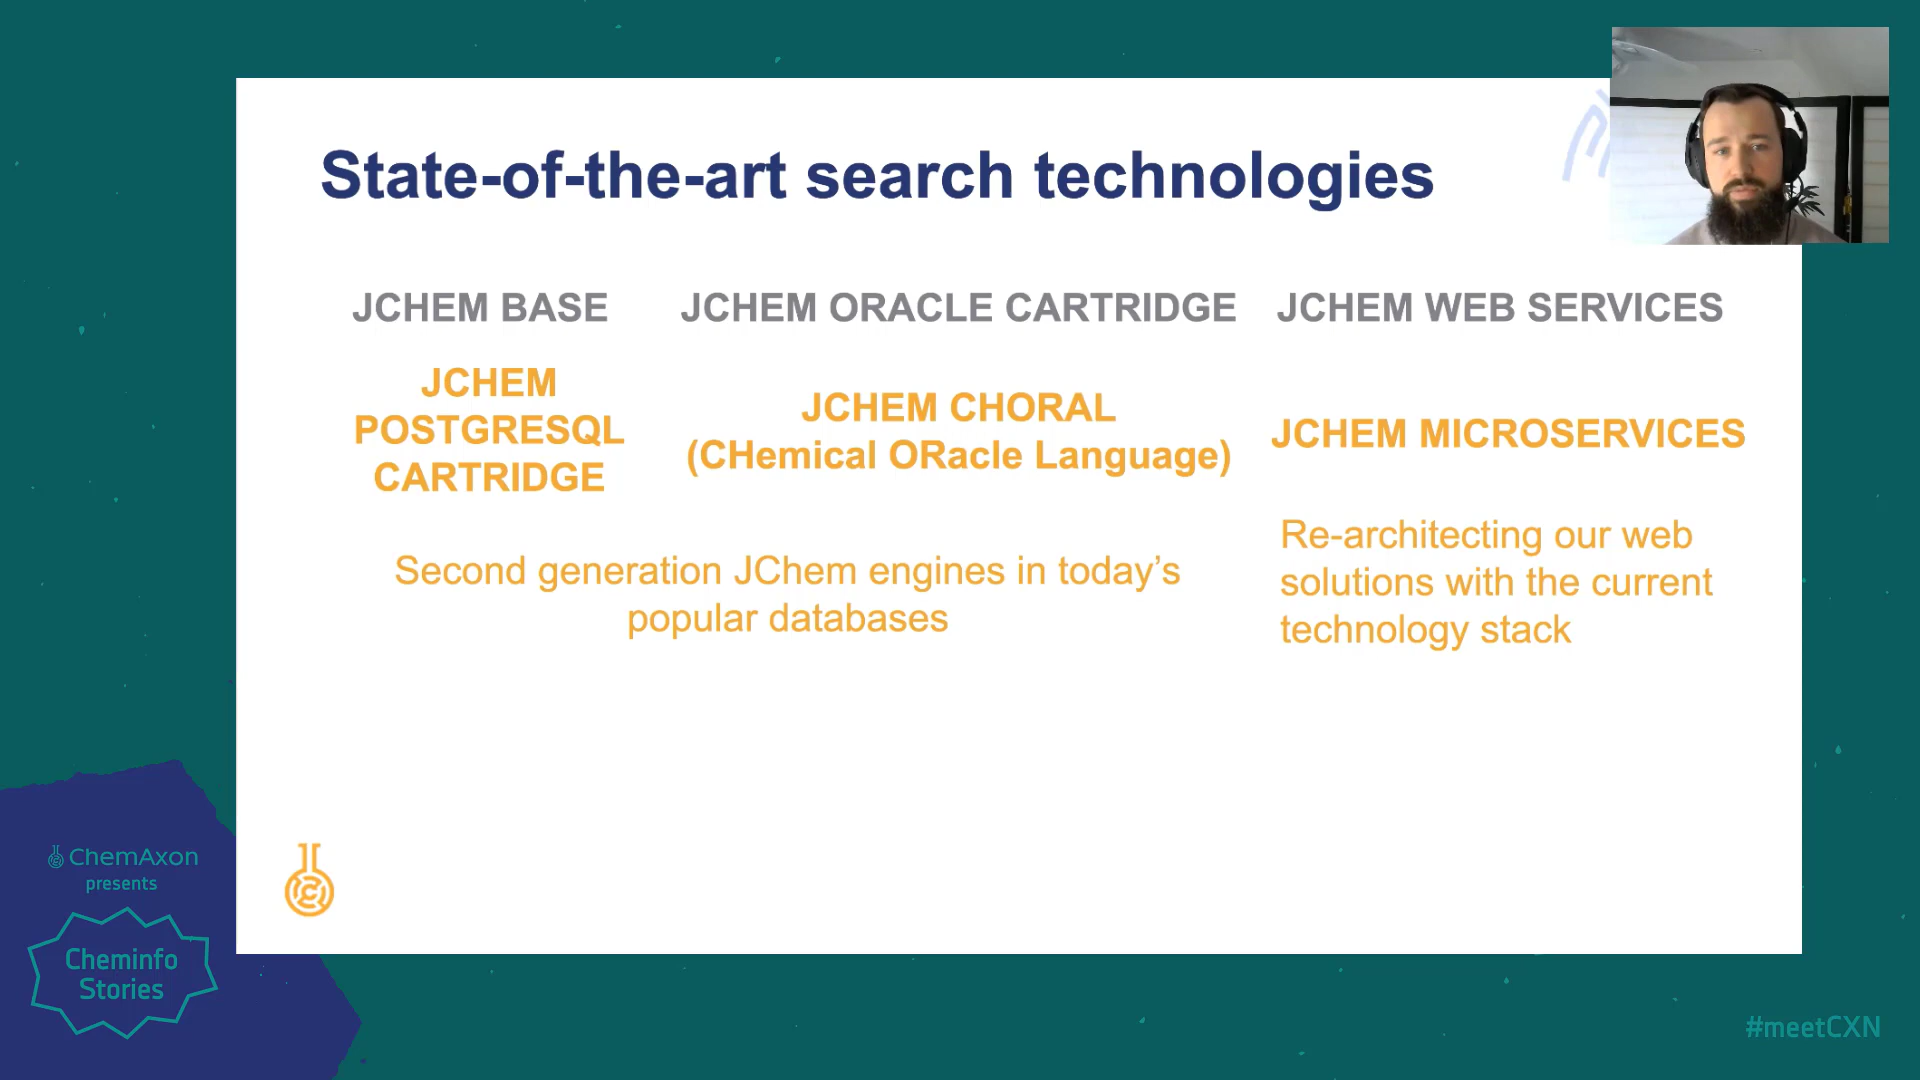 State-of-the-art search technologies
JCHEM BASE
JCHEM ORACLE CARTRIDGE
JCHEM WEB SERVICES
JCHEM
POSTGRESQL
CARTRIDGE
JCHEM CHORAL
(CHemical ORacle Language)
JCHEM MICROSERVICES
Second generation JChem engines in today’s
popular databases
Re-architecting our web
solutions with the current
technology stack
ChemAxon
presents
Cheminfo
Stories
#meetCXN